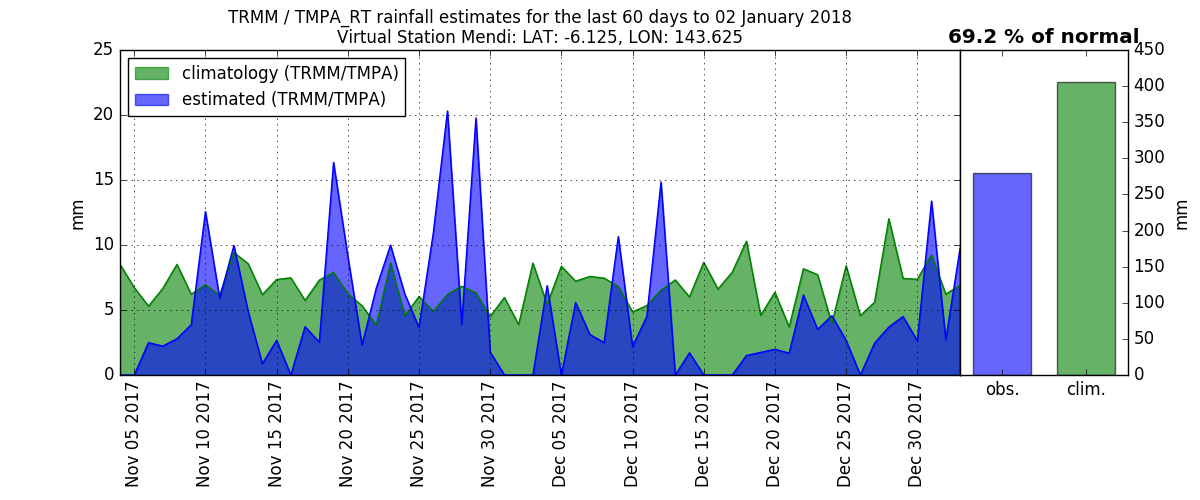 TRMM / TMPA_RT rainfall estimates for the last 60 days to 02 January 2018
Virtual Station Mendi: LAT: -6.125, LON: 143.625
69.2 % of normal
climatology (TRMM/TMPA)
estimated (TRMM/TMPA)
25
20
15
10
5
0
mm
Nov 05 2017
Nov 10 2017
Nov 15 2017
Nov 20 2017
Nov 25 2017
Nov 30 2017
Dec 05 2017
Dec 10 2017
Dec 15 2017
Dec 20 2017
Dec 25 2017
Dec 30 2017
450
400
350
300
250
200
150
100
50
0
mm
obs.
clim.